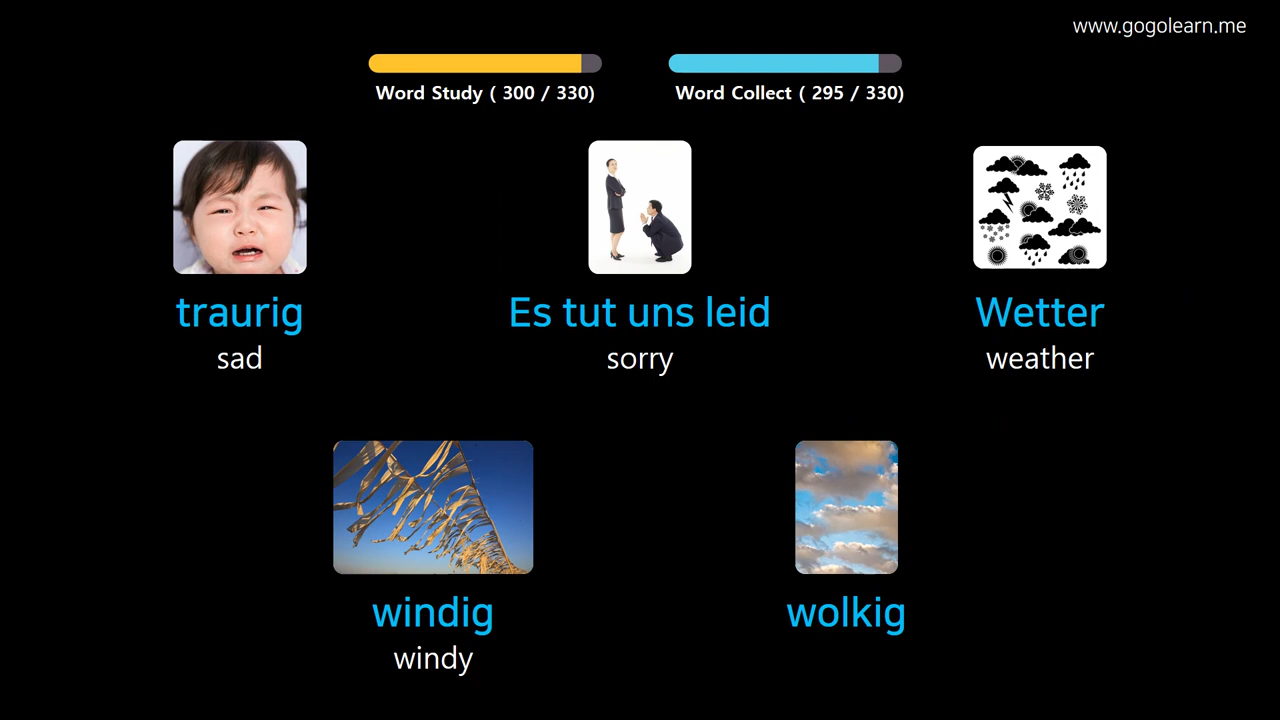 www.gogolearn.me
Word Study ( 300 / 330)
Word Collect ( 295 / 330)
traurig
sad
Es tut uns leid
sorry
Wetter
weather
windig
windy
wolkig